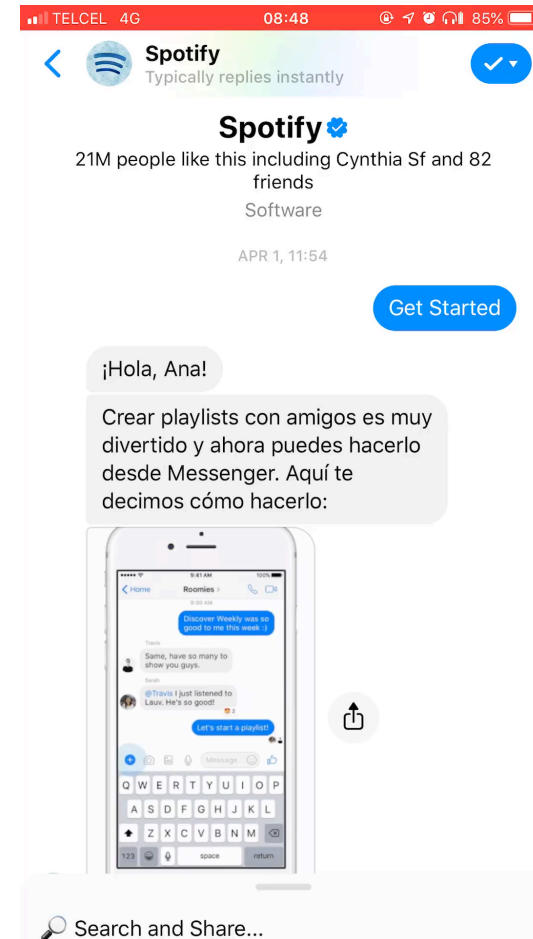 TELCEL 4G 08:48 85%
Spotify
Typically replies instantly
Spotify
21M people like this including Cynthia Sf and 82
friends
Software
APR 1, 11:54
Get Started
¡Hola, Ana!
Crear playlists con amigos es muy
divertido y ahora puedes hacerlo
desde Messenger. Aquí te
decimos cómo hacerlo:
9:41 AM 100%
Home Roomies
9:00 AM
Discover Weekly was so
good to me this week :)
Travis
Same, have so many to
show you guys.
Sarah
@Travis I just listened to
Lauv. He's so good!
2
Let's start a playlist!
Message
Q W E R T Y U I O P
A S D F G H J K L
Z X C V B N M
123 space return
Search and Share...